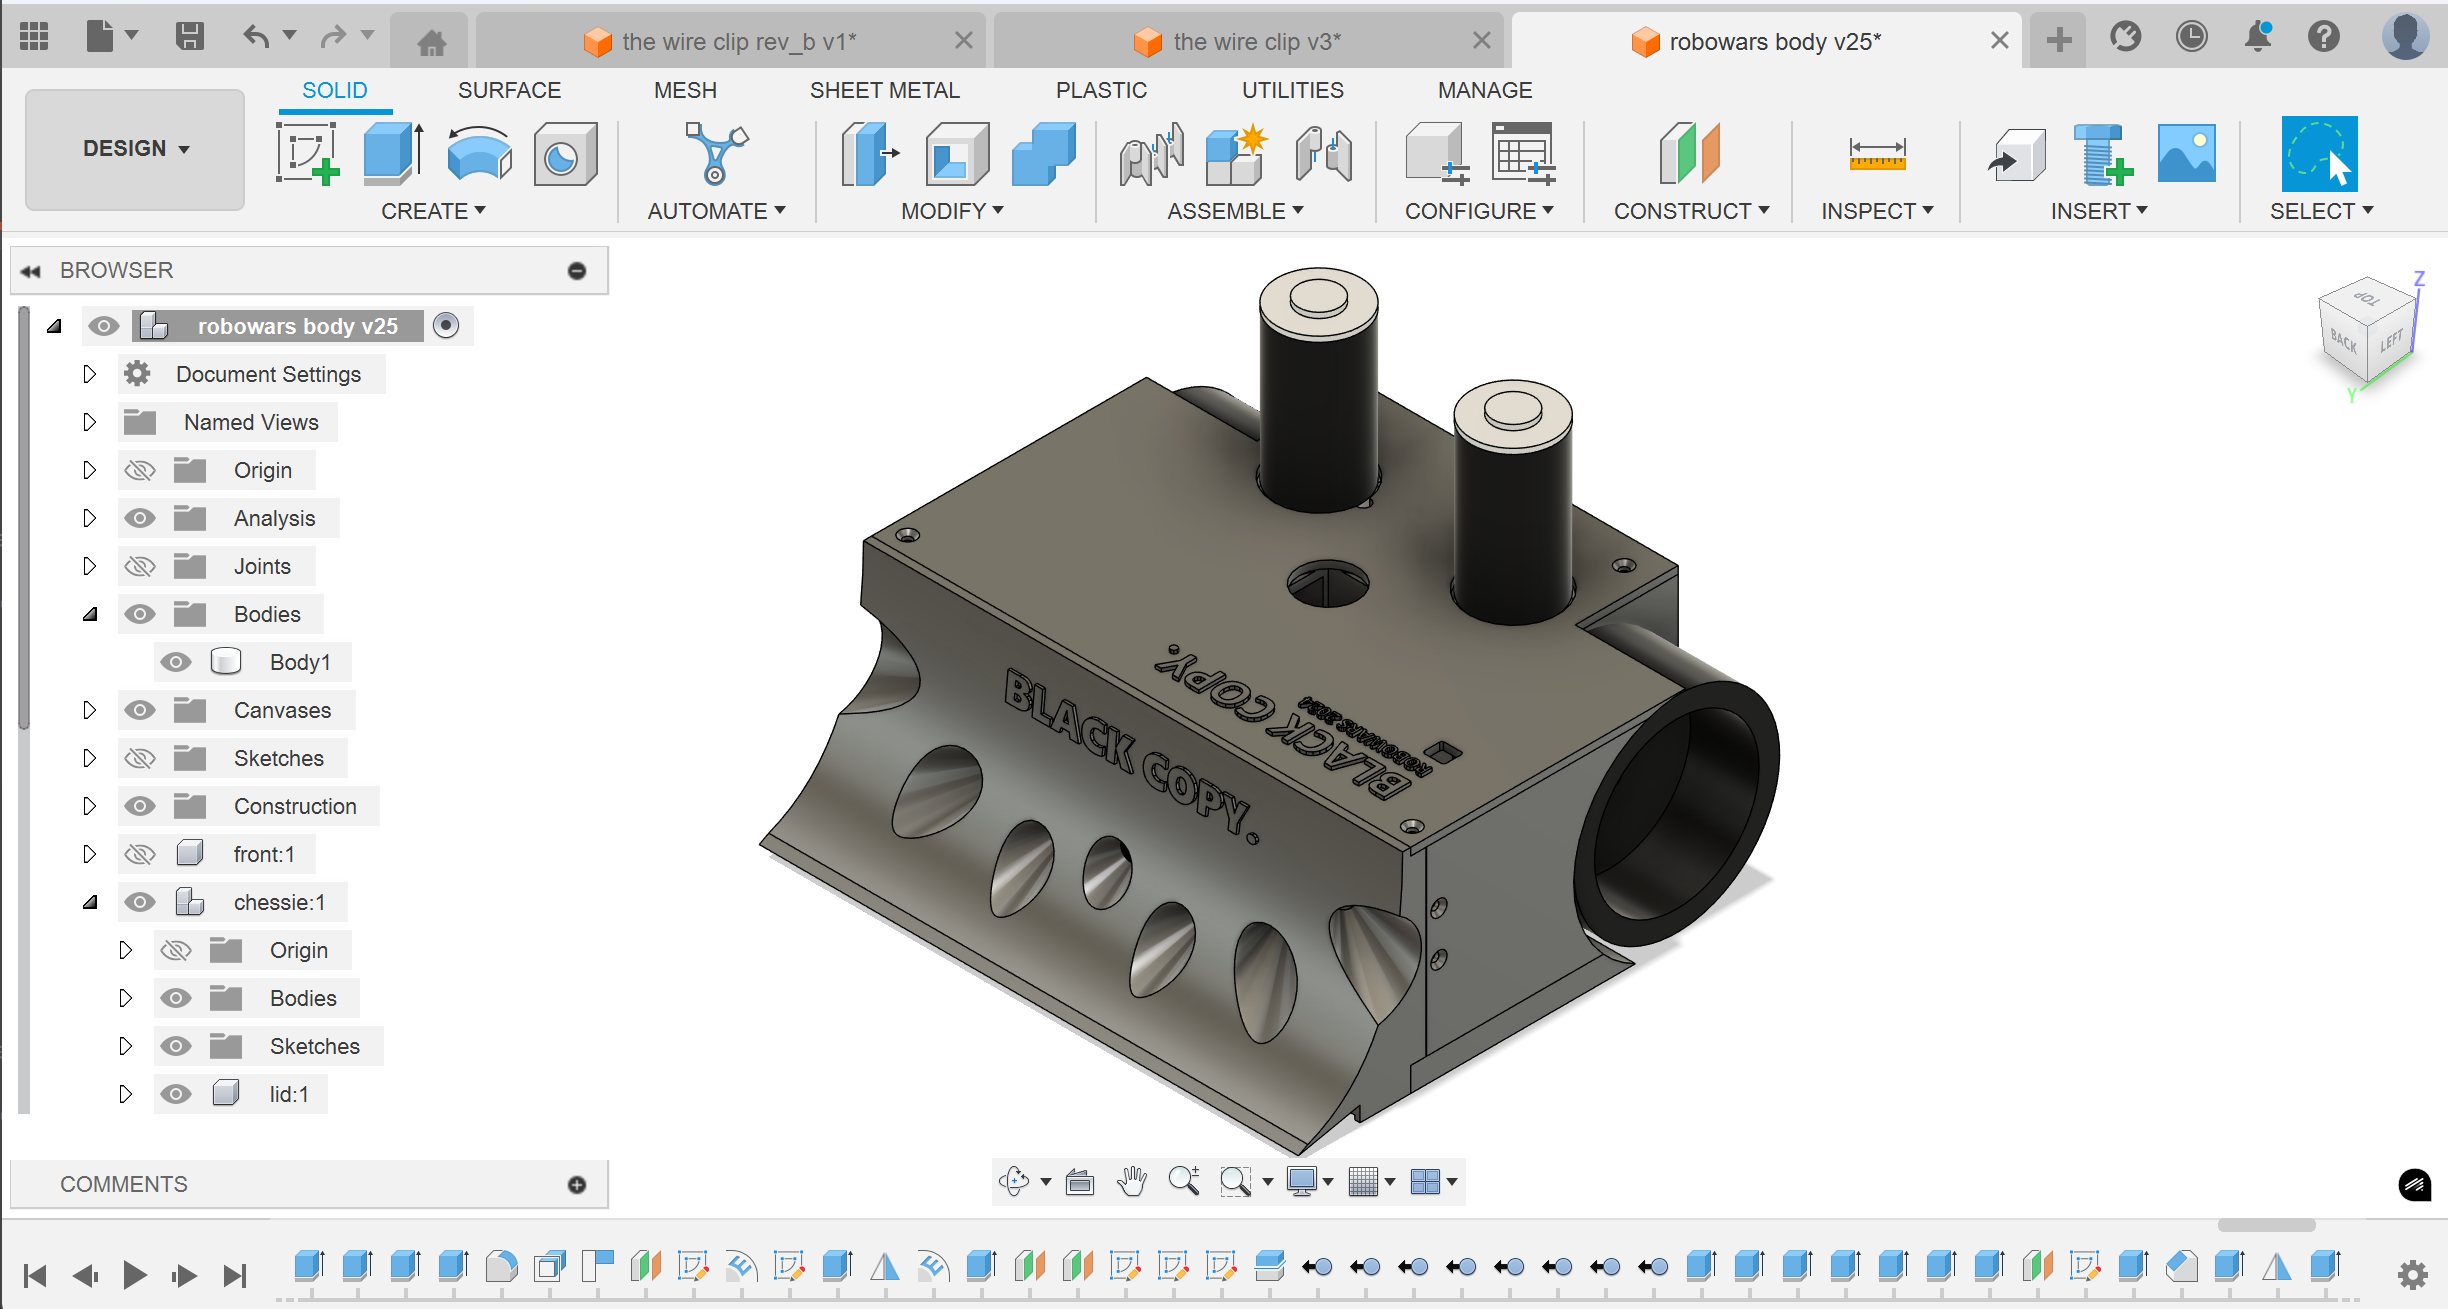 the wire clip rev_b v1*
the wire clip v3*
robowars body v25*
SOLID
SURFACE
MESH
SHEET METAL
PLASTIC
UTILITIES
MANAGE
DESIGN
CREATE
AUTOMATE
MODIFY
ASSEMBLE
CONFIGURE
CONSTRUCT
INSPECT
INSERT
SELECT
BROWSER
robowars body v25
Document Settings
Named Views
Origin
Analysis
Joints
Bodies
Body1
Canvases
Sketches
Construction
front:1
chessie:1
Origin
Bodies
Sketches
lid:1
COMMENTS
BLACK COPY.
BLACK COPY.
ROBOWARS 2024
TOP
BACK
LEFT
Z
Y